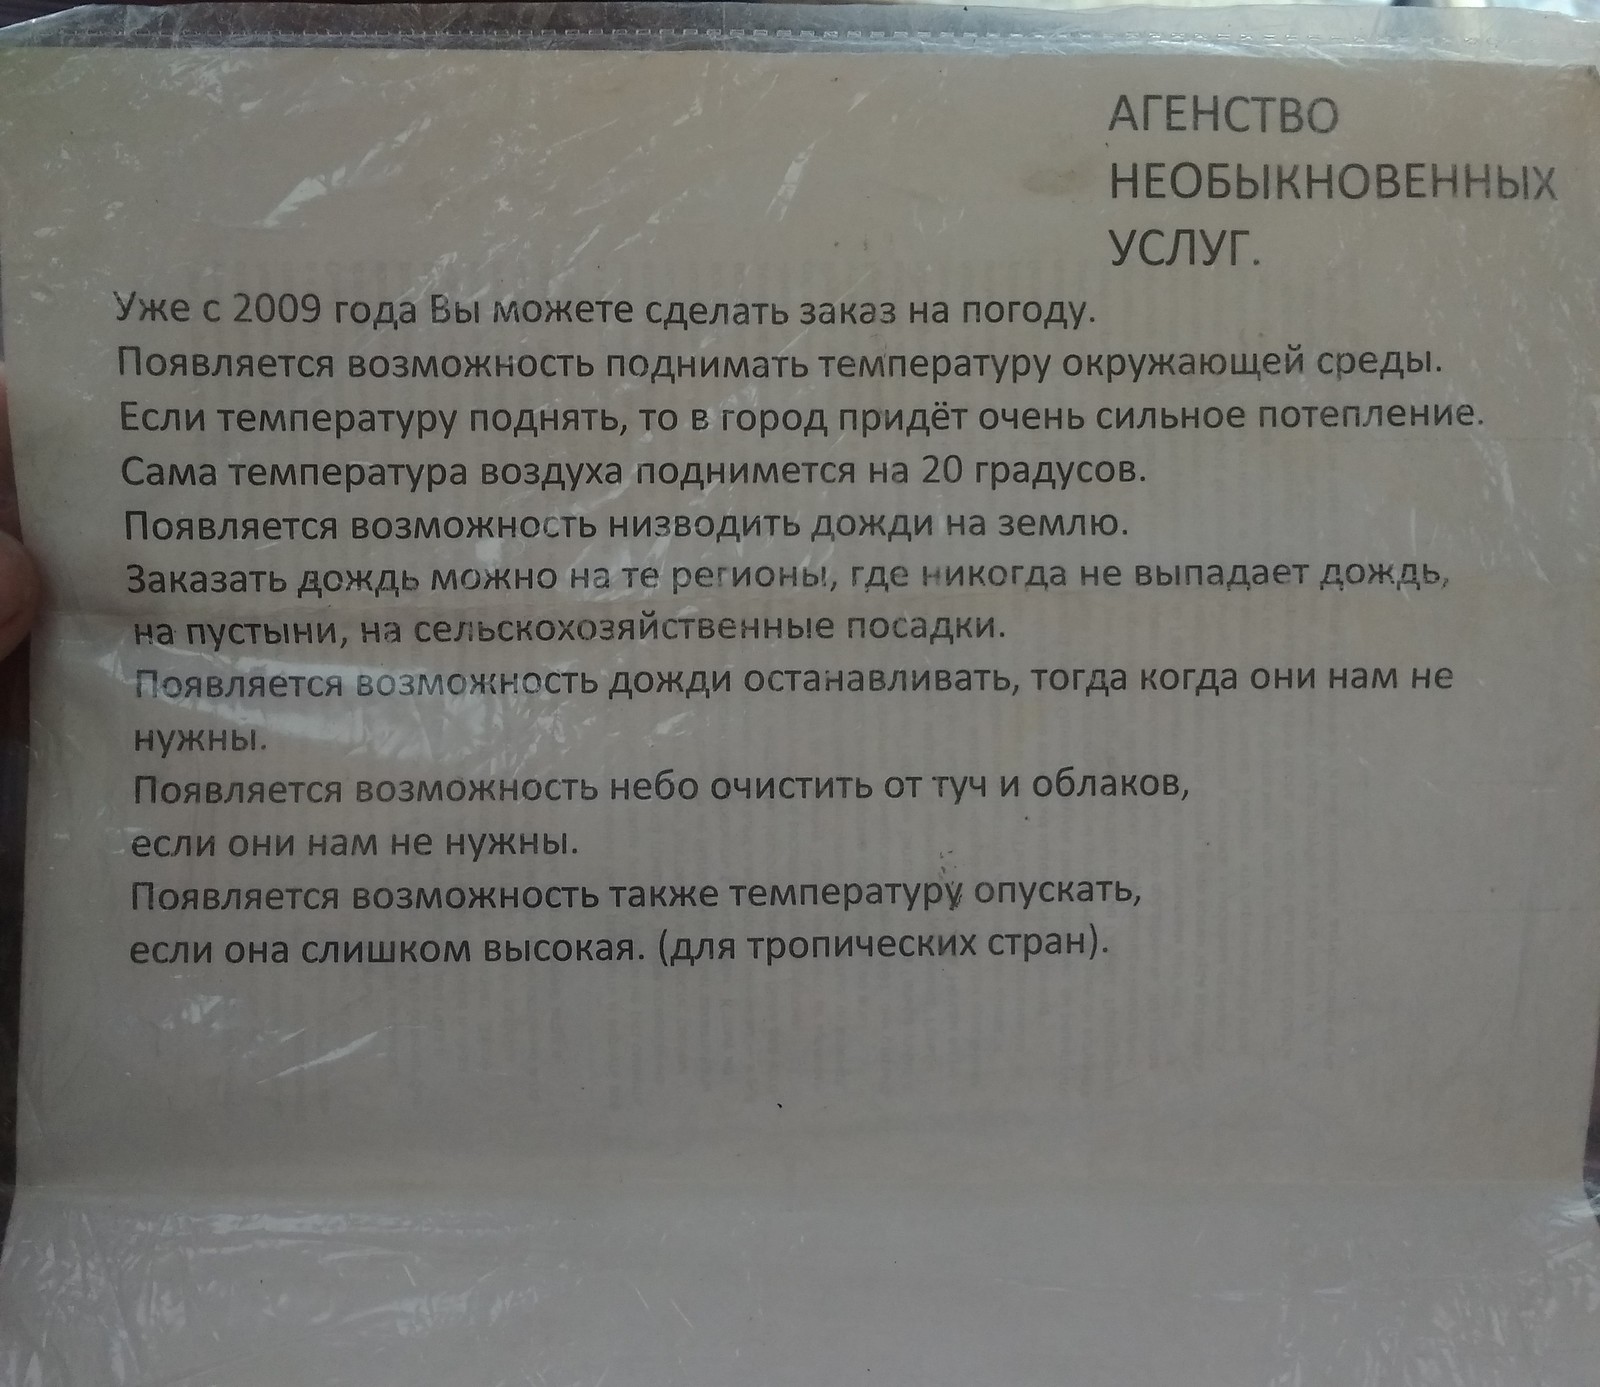 АГЕНСТВО
НЕОБЫКНОВЕННЫХ
УСЛУГ.
Уже с 2009 года Вы можете сделать заказ на погоду.
Появляется возможность поднимать температуру окружающей среды.
Если температуру поднять, то в город придёт очень сильное потепление.
Сама температура воздуха поднимется на 20 градусов.
Появляется возможность низводить дожди на землю.
Заказать дождь можно на те регионы, где никогда не выпадает дождь,
на пустыни, на сельскохозяйственные посадки.
Появляется возможность дожди останавливать, тогда когда они нам не
нужны.
Появляется возможность небо очистить от туч и облаков,
если они нам не нужны.
Появляется возможность также температуру опускать,
если она слишком высокая. (для тропических стран).